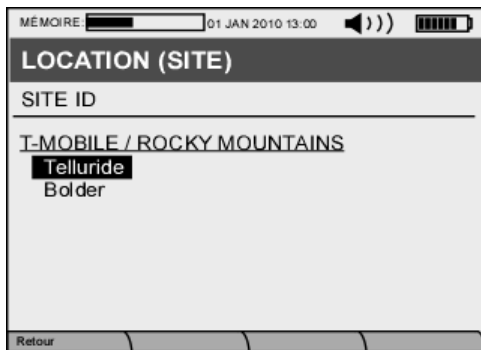 MÉMOIRE: 01 JAN 2010 13:00
LOCATION (SITE)
SITE ID
T-MOBILE / ROCKY MOUNTAINS
Telluride
Bolder
Retour